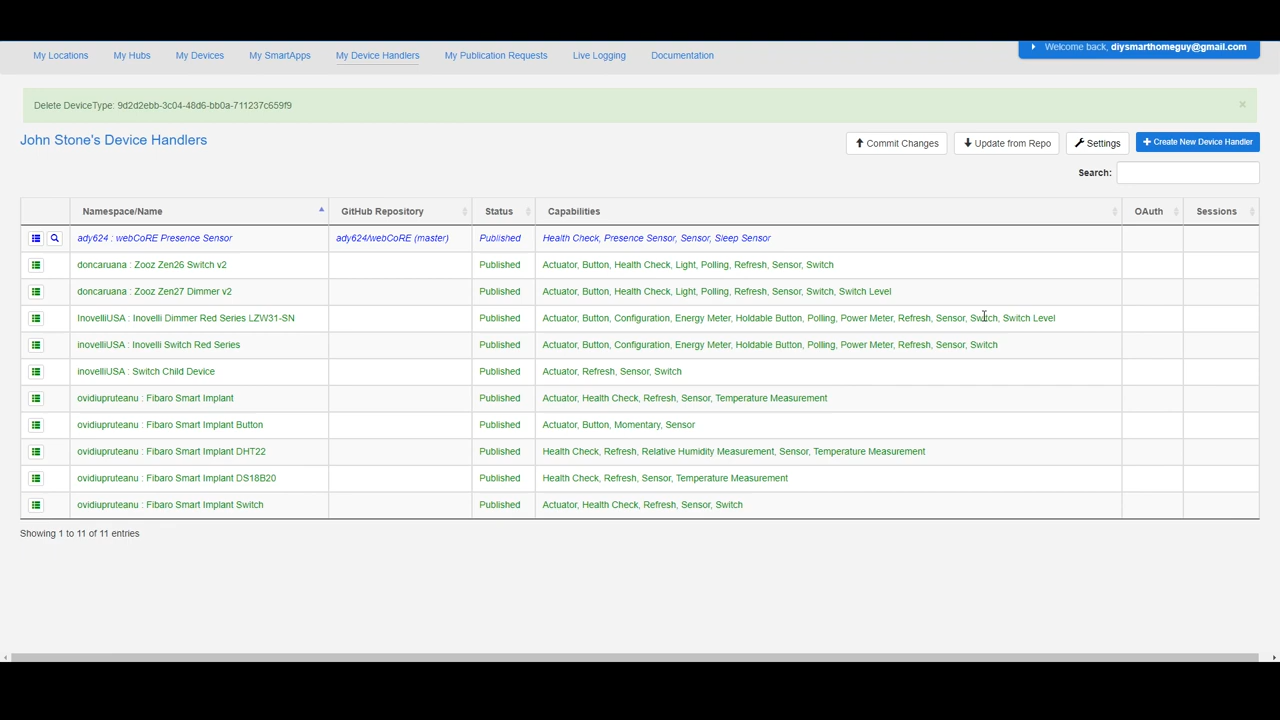 My Locations My Hubs My Devices My SmartApps My Device Handlers My Publication Requests Live Logging Documentation Welcome back, diysmarthomeguy@gmail.com
Delete DeviceType: 9d2d2ebb-3c04-48d6-bb0a-711237c659f9 ×
John Stone's Device Handlers Commit Changes Update from Repo Settings Create New Device Handler
Search:
Namespace/Name GitHub Repository Status Capabilities OAuth Sessions
ady624 : webCoRE Presence Sensor ady624/webCoRE (master) Published Health Check, Presence Sensor, Sensor, Sleep Sensor
doncaruana : Zooz Zen26 Switch v2 Published Actuator, Button, Health Check, Light, Polling, Refresh, Sensor, Switch
doncaruana : Zooz Zen27 Dimmer v2 Published Actuator, Button, Health Check, Light, Polling, Refresh, Sensor, Switch, Switch Level
InovelliUSA : Inovelli Dimmer Red Series LZW31-SN Published Actuator, Button, Configuration, Energy Meter, Holdable Button, Polling, Power Meter, Refresh, Sensor, Switch, Switch Level
inovelliUSA : Inovelli Switch Red Series Published Actuator, Button, Configuration, Energy Meter, Holdable Button, Polling, Power Meter, Refresh, Sensor, Switch
inovelliUSA : Switch Child Device Published Actuator, Refresh, Sensor, Switch
ovidiupruteanu : Fibaro Smart Implant Published Actuator, Health Check, Refresh, Sensor, Temperature Measurement
ovidiupruteanu : Fibaro Smart Implant Button Published Actuator, Button, Momentary, Sensor
ovidiupruteanu : Fibaro Smart Implant DHT22 Published Health Check, Refresh, Relative Humidity Measurement, Sensor, Temperature Measurement
ovidiupruteanu : Fibaro Smart Implant DS18B20 Published Health Check, Refresh, Sensor, Temperature Measurement
ovidiupruteanu : Fibaro Smart Implant Switch Published Actuator, Health Check, Refresh, Sensor, Switch
Showing 1 to 11 of 11 entries